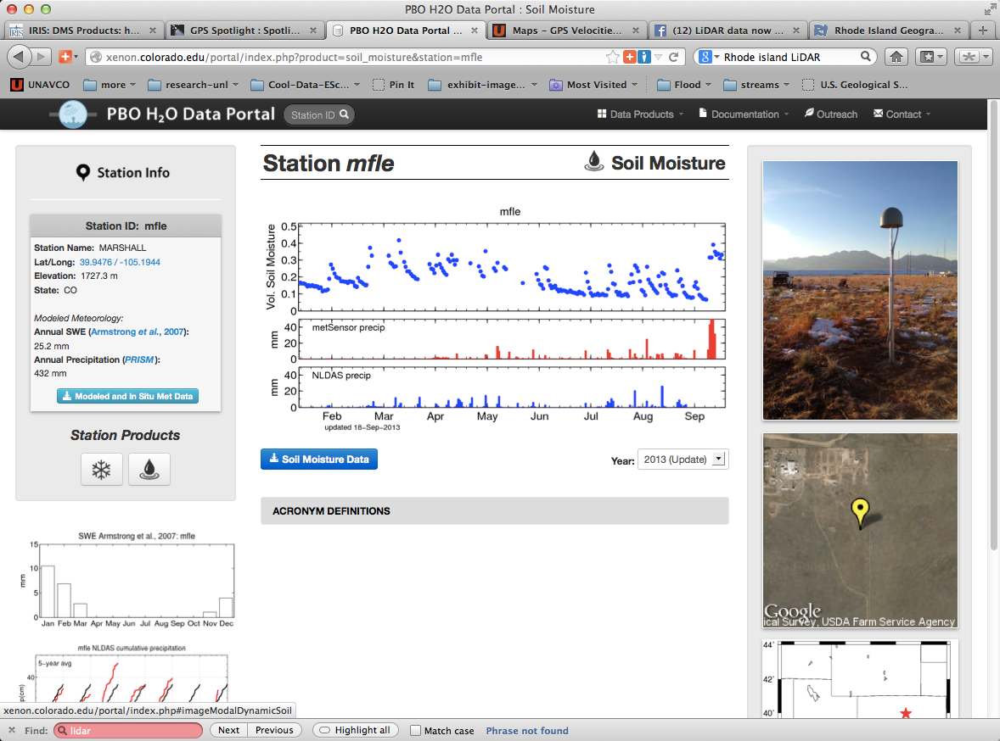 PBO H2O Data Portal : Soil Moisture
IRIS: DMS Products: h...
GPS Spotlight : Spotli...
PBO H2O Data Portal ...
Maps - GPS Velocitie...
(12) LiDAR data now ...
Rhode Island Geogra...
xenon.colorado.edu/portal/index.php?product=soil_moisture&station=mfle
Rhode island LiDAR
UNAVCO
more
research-unl
Cool-Data-ESc...
Pin It
exhibit-image...
Most Visited
Flood
streams
U.S. Geological S...
PBO H2O Data Portal
Station ID
Data Products
Documentation
Outreach
Contact
Station Info
Station ID: mfle
Station Name: MARSHALL
Lat/Long: 39.9476 / -105.1944
Elevation: 1727.3 m
State: CO
Modeled Meteorology:
Annual SWE (Armstrong et al., 2007):
25.2 mm
Annual Precipitation (PRISM):
432 mm
Modeled and In Situ Met Data
Station Products
SWE Armstrong et al., 2007: mfle
15
10
5
0
mm
Jan Feb Mar Apr May Jun Jul Aug Sep Oct Nov Dec
mfle NLDAS cumulative precipitation
5-year avg
40
p(cm)
Station mfle
Soil Moisture
mfle
Vol. Soil Moisture
0.5
0.4
0.3
0.2
0.1
0
metSensor precip
mm
40
20
0
NLDAS precip
mm
40
20
0
Feb Mar Apr May Jun Jul Aug Sep
updated 18-Sep-2013
Soil Moisture Data
Year: 2013 (Update)
ACRONYM DEFINITIONS
Google
ical Survey, USDA Farm Service Agency
44°
42°
40°
xenon.colorado.edu/portal/index.php#imageModalDynamicSoil
Find: lidar
Next
Previous
Highlight all
Match case
Phrase not found